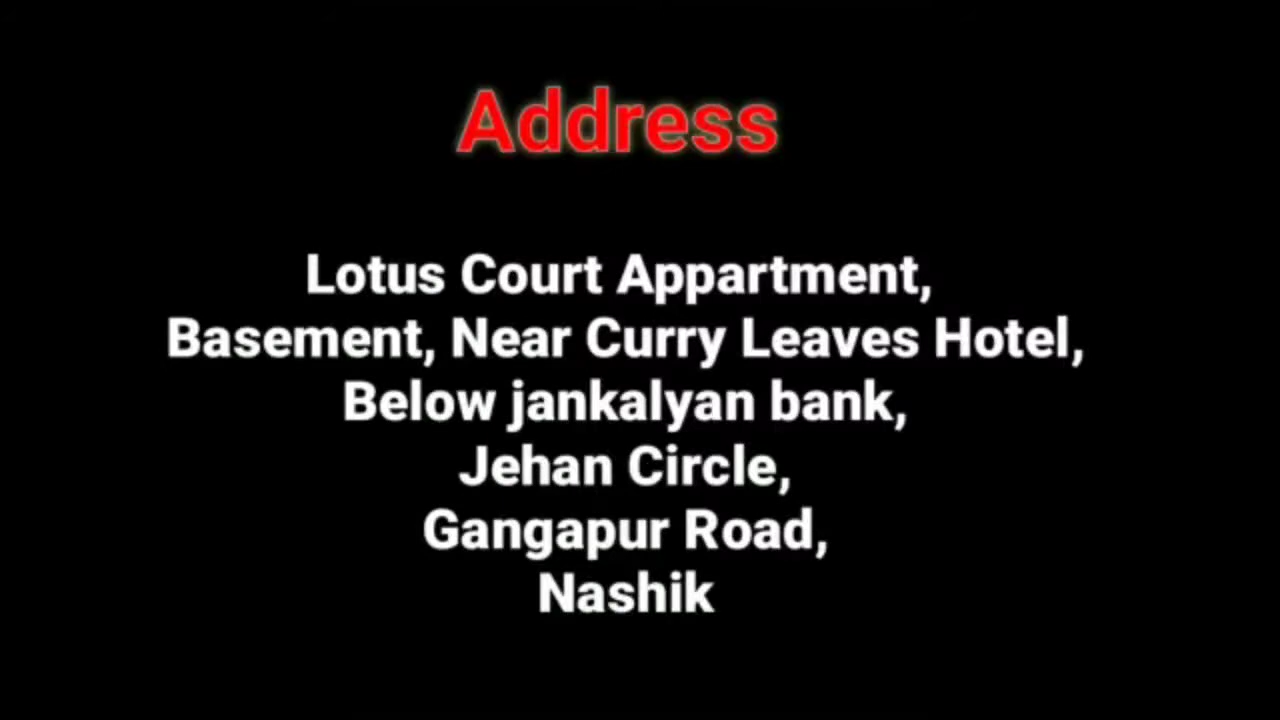 Address
Lotus Court Appartment,
Basement, Near Curry Leaves Hotel,
Below jankalyan bank,
Jehan Circle,
Gangapur Road,
Nashik